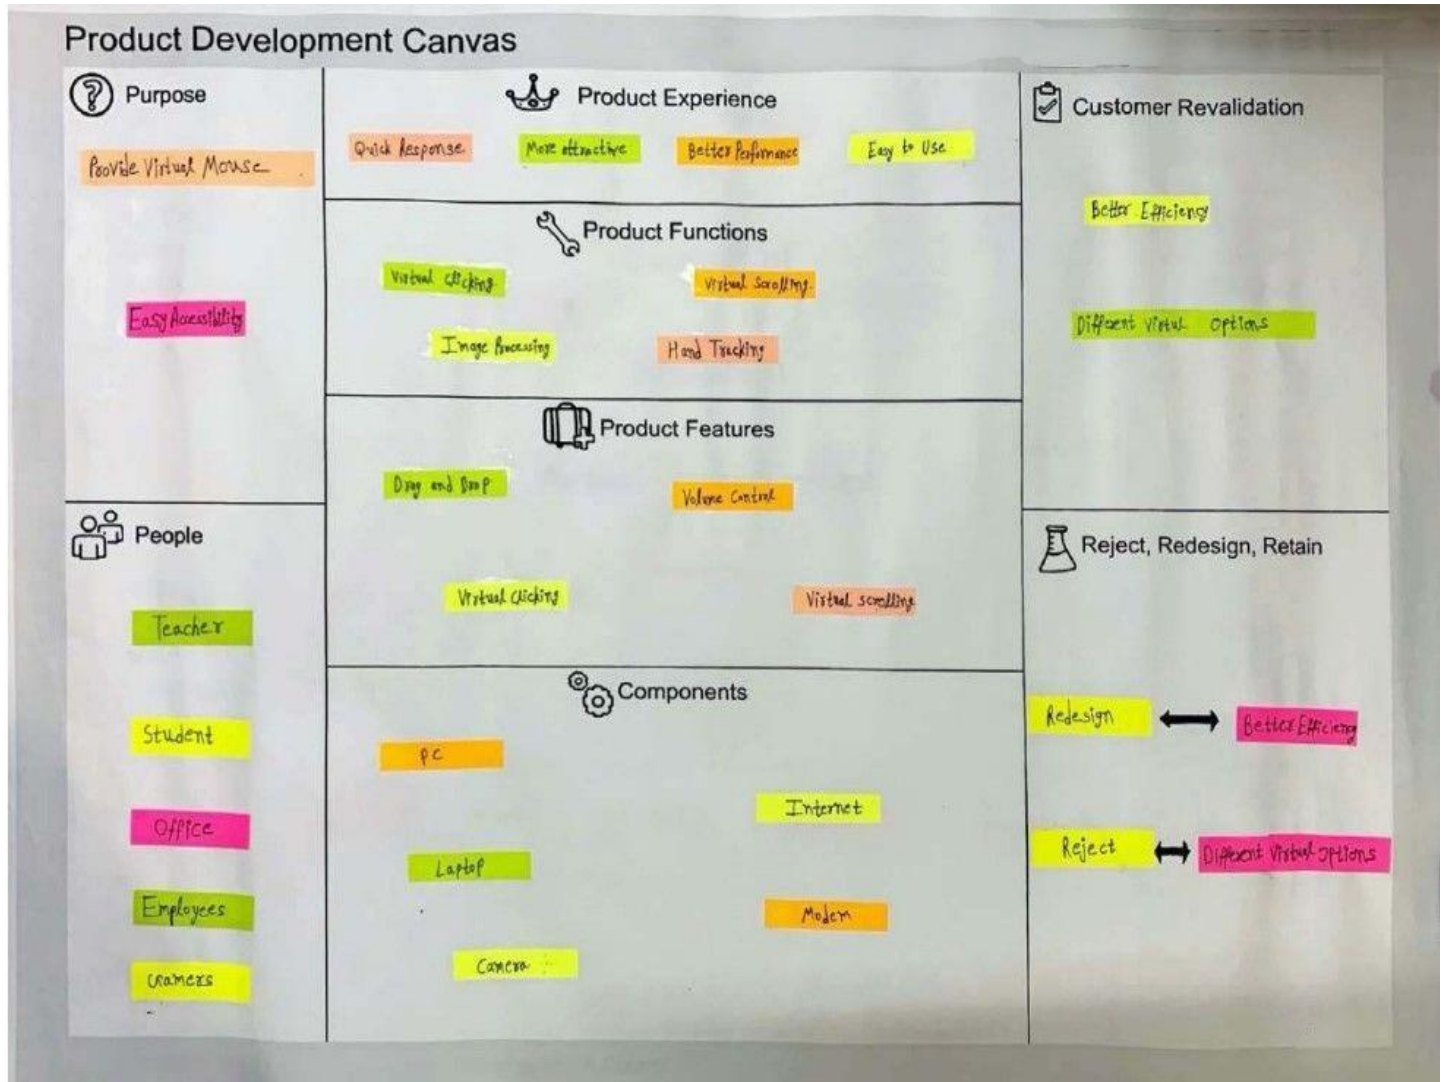 Product Development Canvas
Purpose
Provide Virtual Mouse
Easy Accessibility
People
Teacher
Student
Office
Employees
Product Experience
Quick Response
More attractive
Better Performance
Easy to Use
Product Functions
Virtual Clicking
Virtual Scrolling
Image Processing
Hand Tracking
Product Features
Drag and Drop
Volume Control
Virtual Clicking
Virtual scrolling
Components
PC
Internet
Laptop
Modem
Camera
Customer Revalidation
Better Efficiency
Different Virtual Options
Reject, Redesign, Retain
Redesign
Better Efficiency
Reject
Different Virtual options